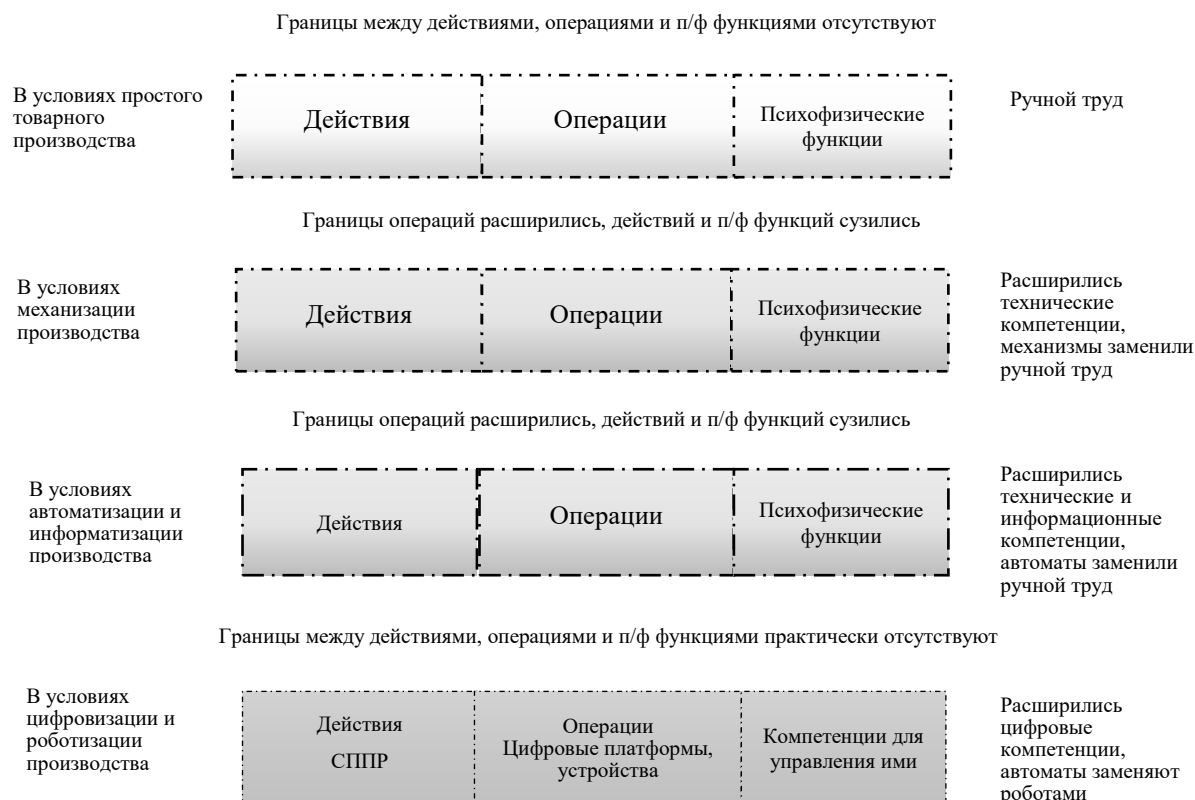 Границы между действиями, операциями и п/ф функциями отсутствуют
В условиях простого
товарного
производства
Действия
Операции
Психофизические
функции
Ручной труд
Границы операций расширились, действий и п/ф функций сузились
В условиях
механизации
производства
Действия
Операции
Психофизические
функции
Расширились
технические
компетенции,
механизмы заменили
ручной труд
Границы операций расширились, действий и п/ф функций сузились
В условиях
автоматизации и
информатизации
производства
Действия
Операции
Психофизические
функции
Расширились
технические и
информационные
компетенции,
автоматы заменили
ручной труд
Границы между действиями, операциями и п/ф функциями практически отсутствуют
В условиях
цифровизации и
роботизации
производства
Действия
СППР
Операции
Цифровые платформы,
устройства
Компетенции для
управления ими
Расширились
цифровые
компетенции,
автоматы заменяют
роботами